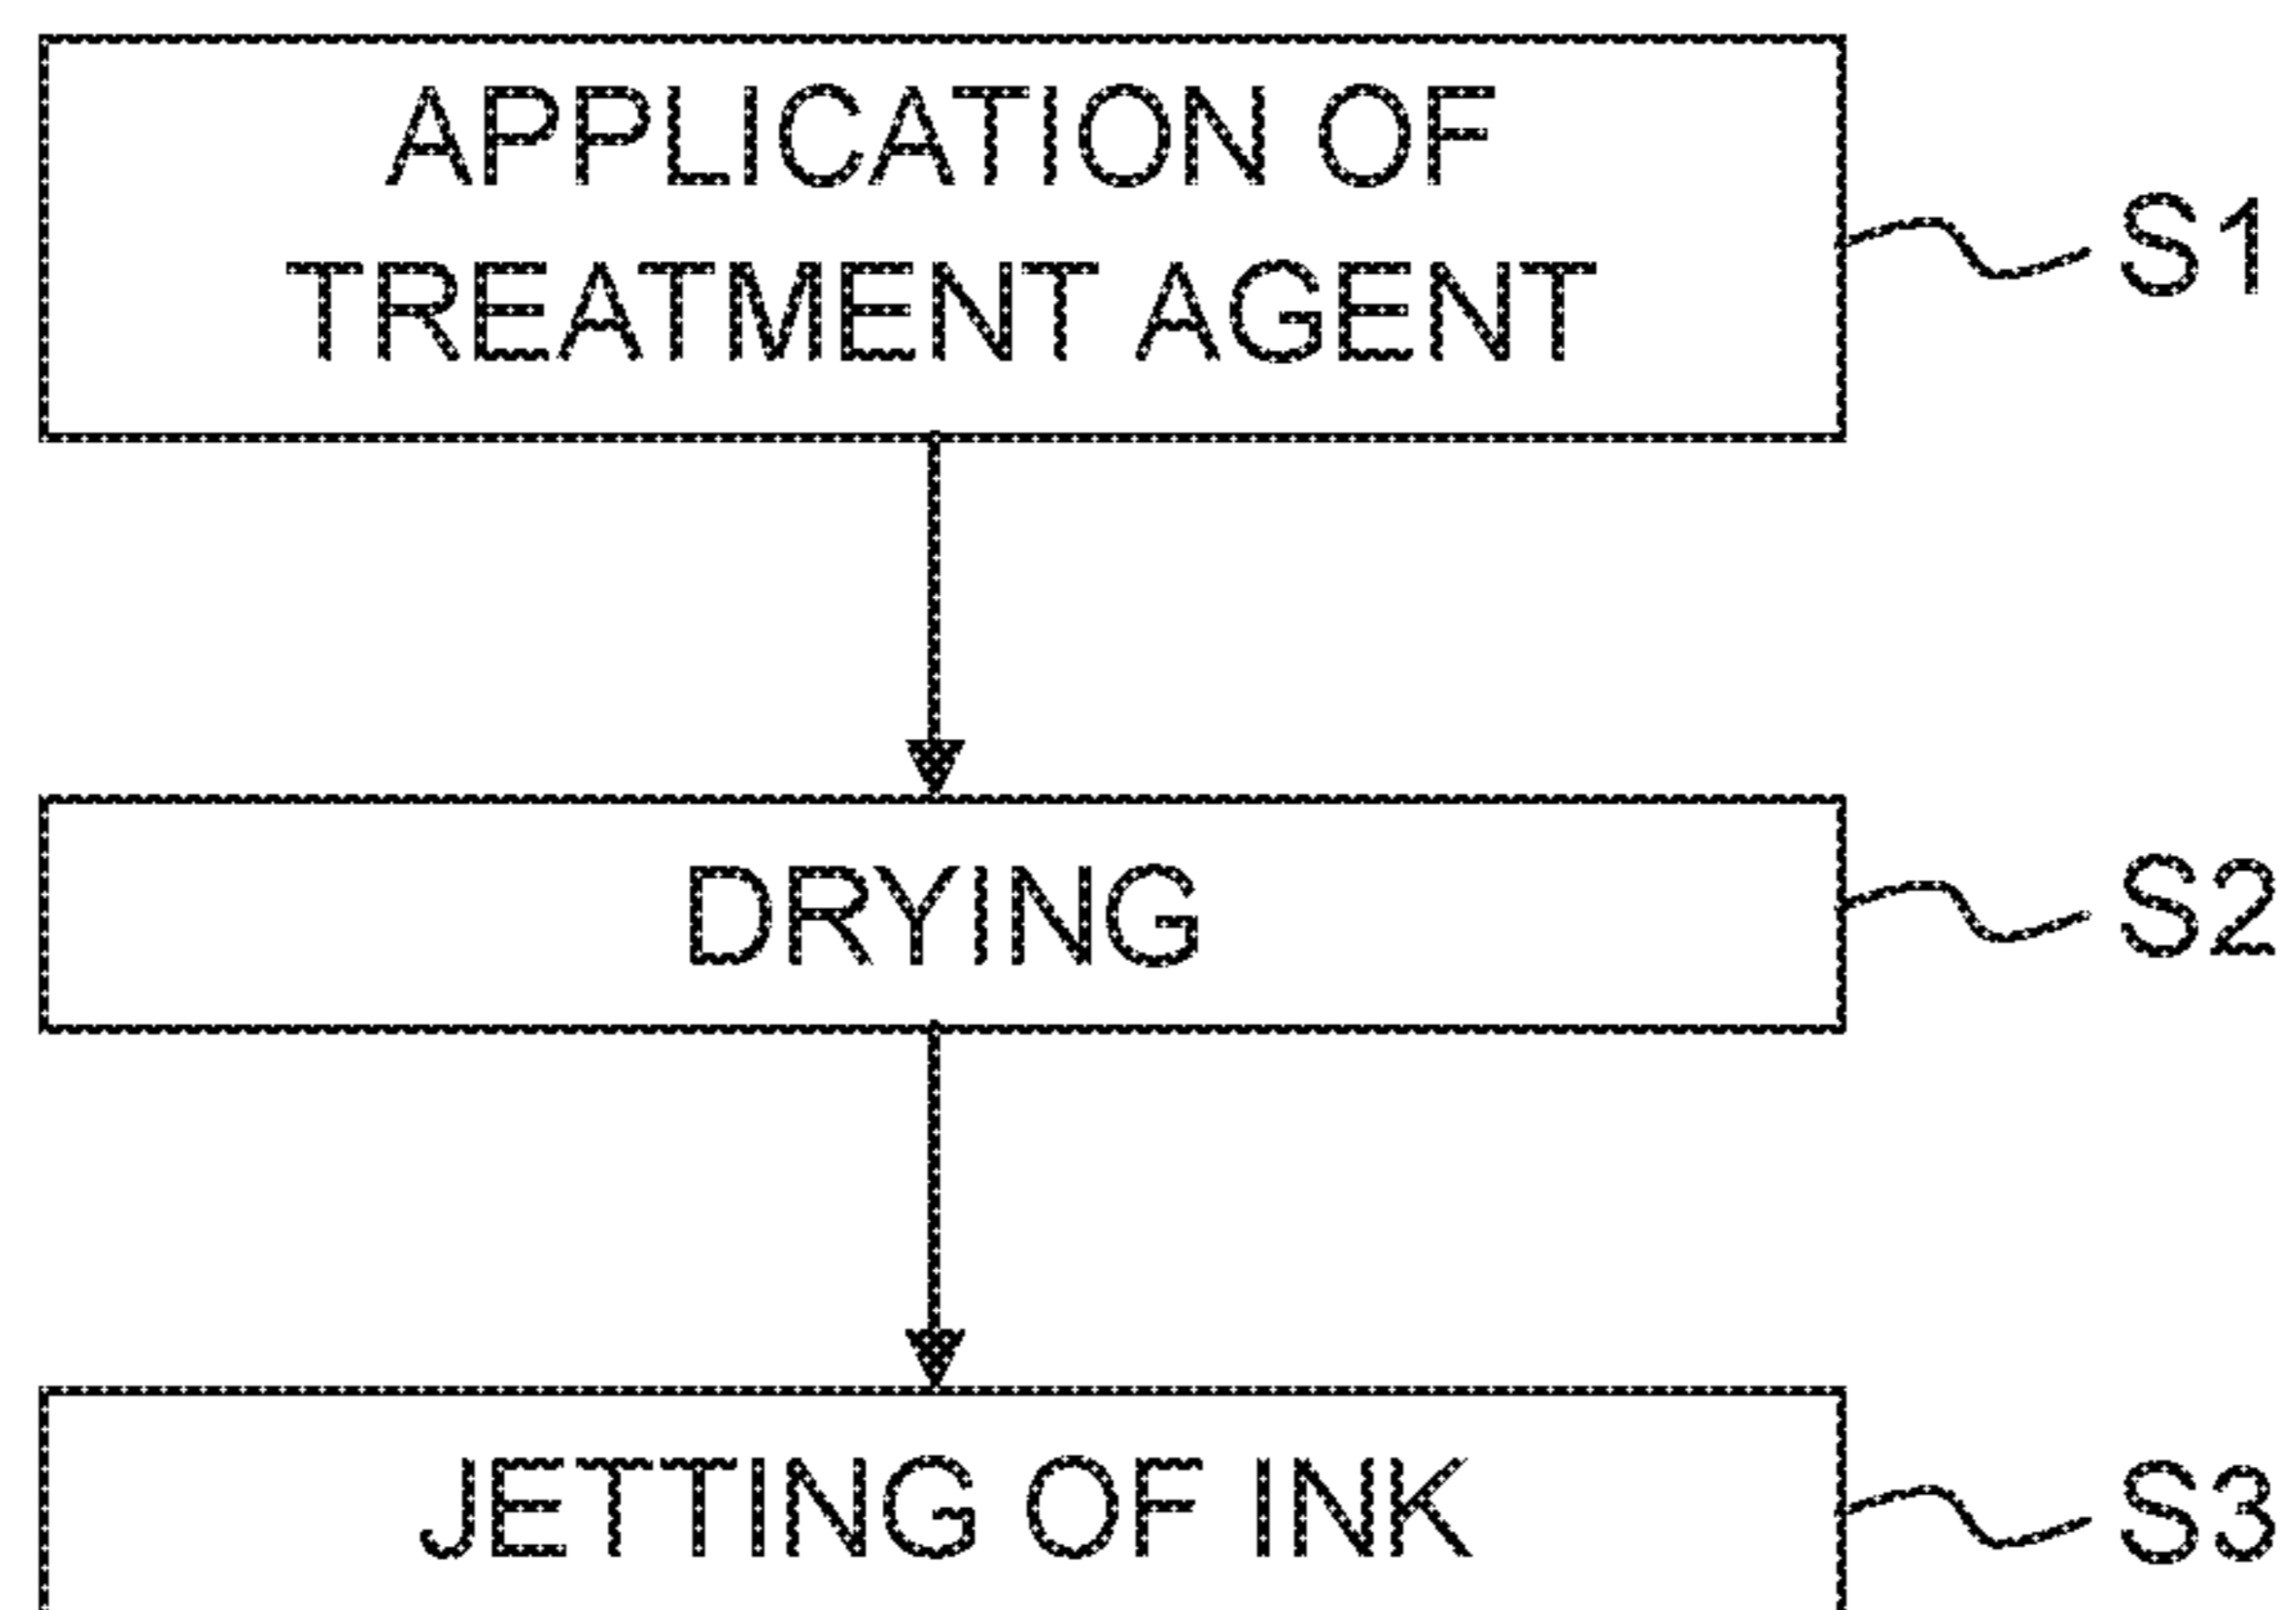 APPLICATION OF
TREATMENT AGENT
S1
DRYING
S2
JETTING OF INK
S3